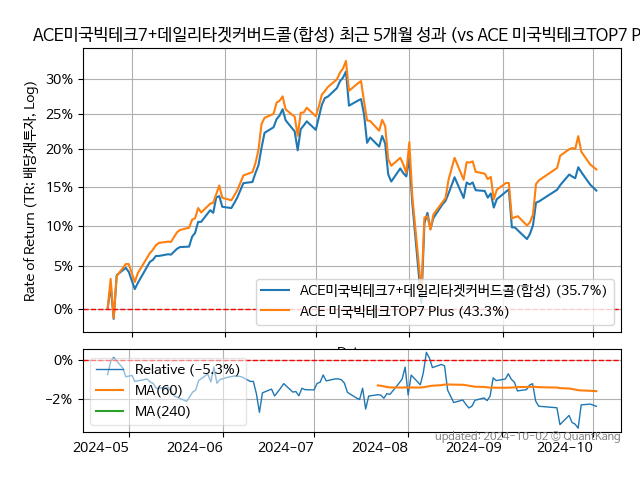 ACE미국빅테크7+데일리타겟커버드콜(합성) 최근 5개월 성과 (vs ACE 미국빅테크TOP7 P
Rate of Return (TR: 배당재투자, Log)
30%
25%
20%
15%
10%
5%
0%
ACE미국빅테크7+데일리타겟커버드콜(합성) (35.7%)
ACE 미국빅테크TOP7 Plus (43.3%)
0%
−2%
Relative (−5.3%)
MA(60)
MA(240)
2024-05
2024-06
2024-07
2024-08
2024-09
2024-10
updated: 2024-10-02 © QuantKang